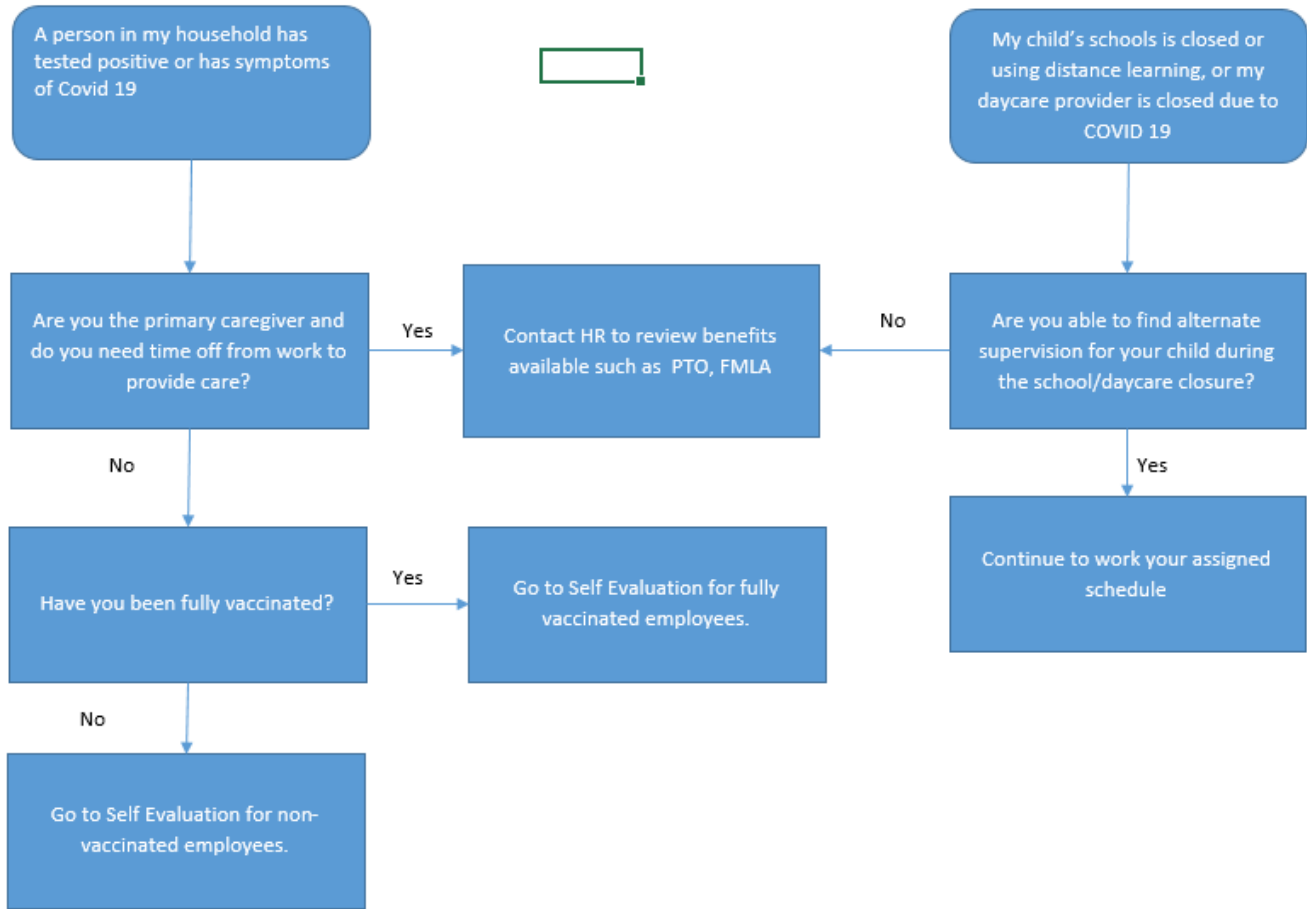 A person in my household has
tested positive or has symptoms
of Covid 19
My child's schools is closed or
using distance learning, or my
daycare provider is closed due to
COVID 19
Are you the primary caregiver and
do you need time off from work to
provide care?
Yes
Contact HR to review benefits
available such as PTO, FMLA
No
Are you able to find alternate
supervision for your child during
the school/daycare closure?
No
Yes
Have you been fully vaccinated?
Yes
Go to Self Evaluation for fully
vaccinated employees.
Continue to work your assigned
schedule
No
Go to Self Evaluation for non-
vaccinated employees.